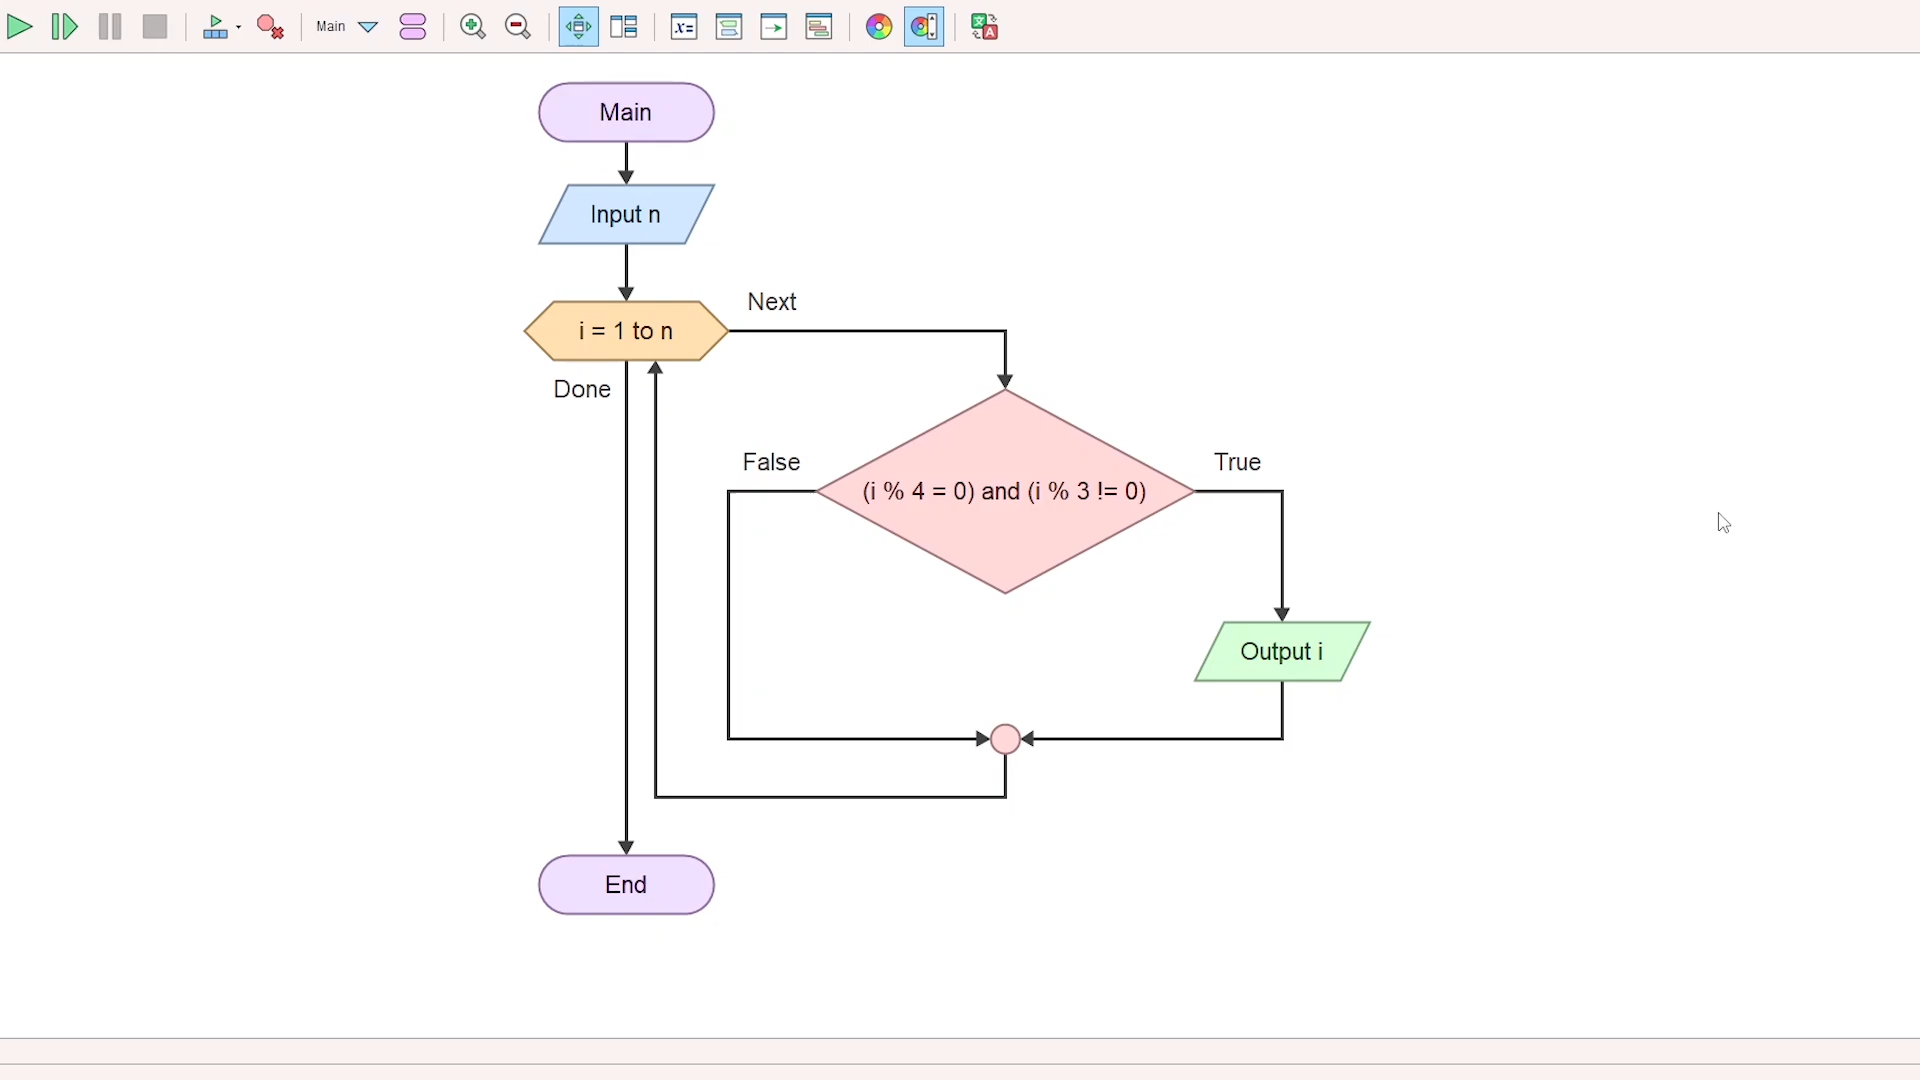 Main
Main
Input n
Next
i = 1 to n
Done
False
True
(i % 4 = 0) and (i % 3 != 0)
Output i
End